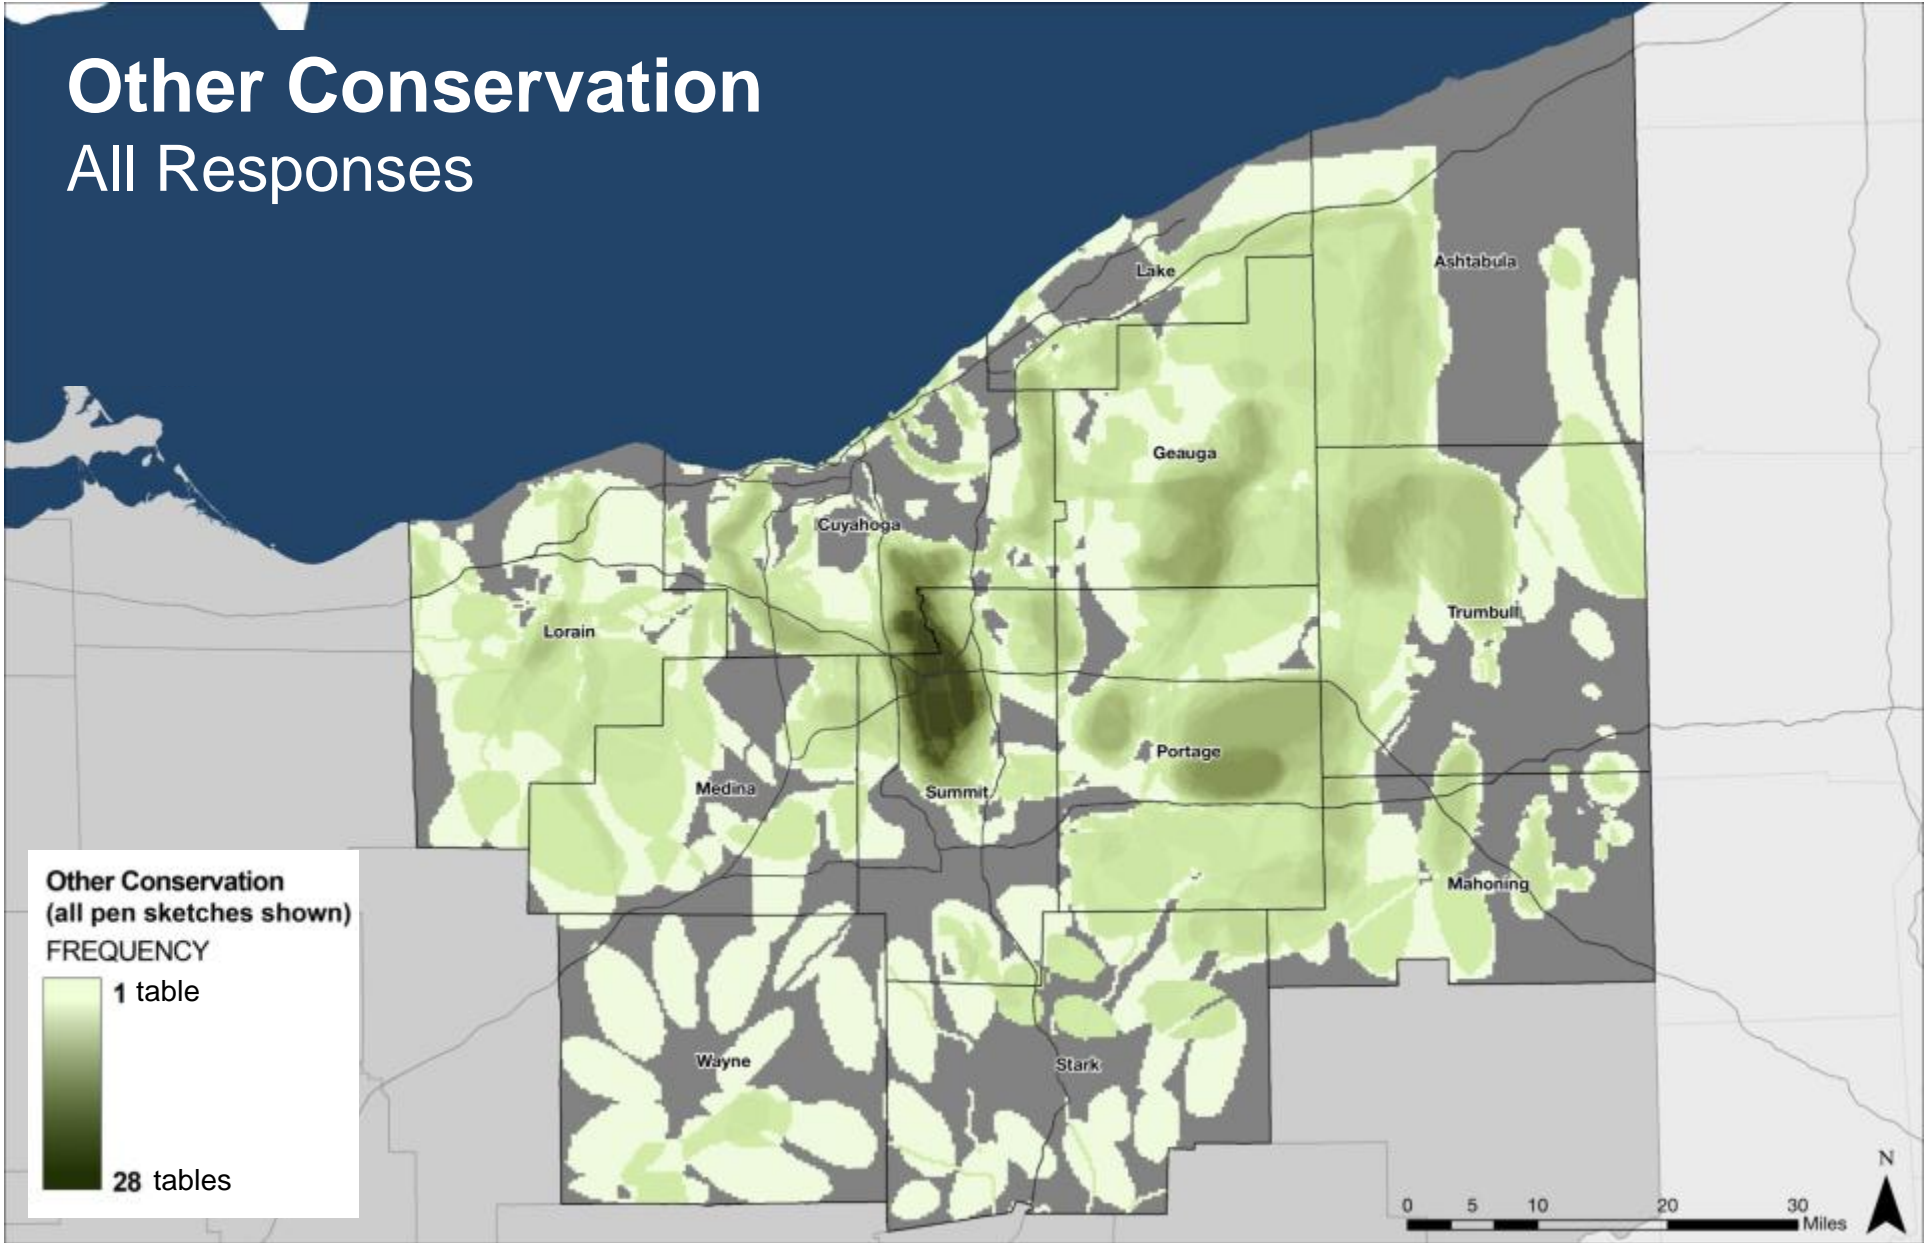 Other Conservation
All Responses
Lake
Ashtabula
Geauga
Cuyahoga
Trumbull
Lorain
Portage
Medina
Summit
Mahoning
Wayne
Stark
Other Conservation
(all pen sketches shown)
FREQUENCY
1 table
28 tables
N
0 5 10 20 30
Miles